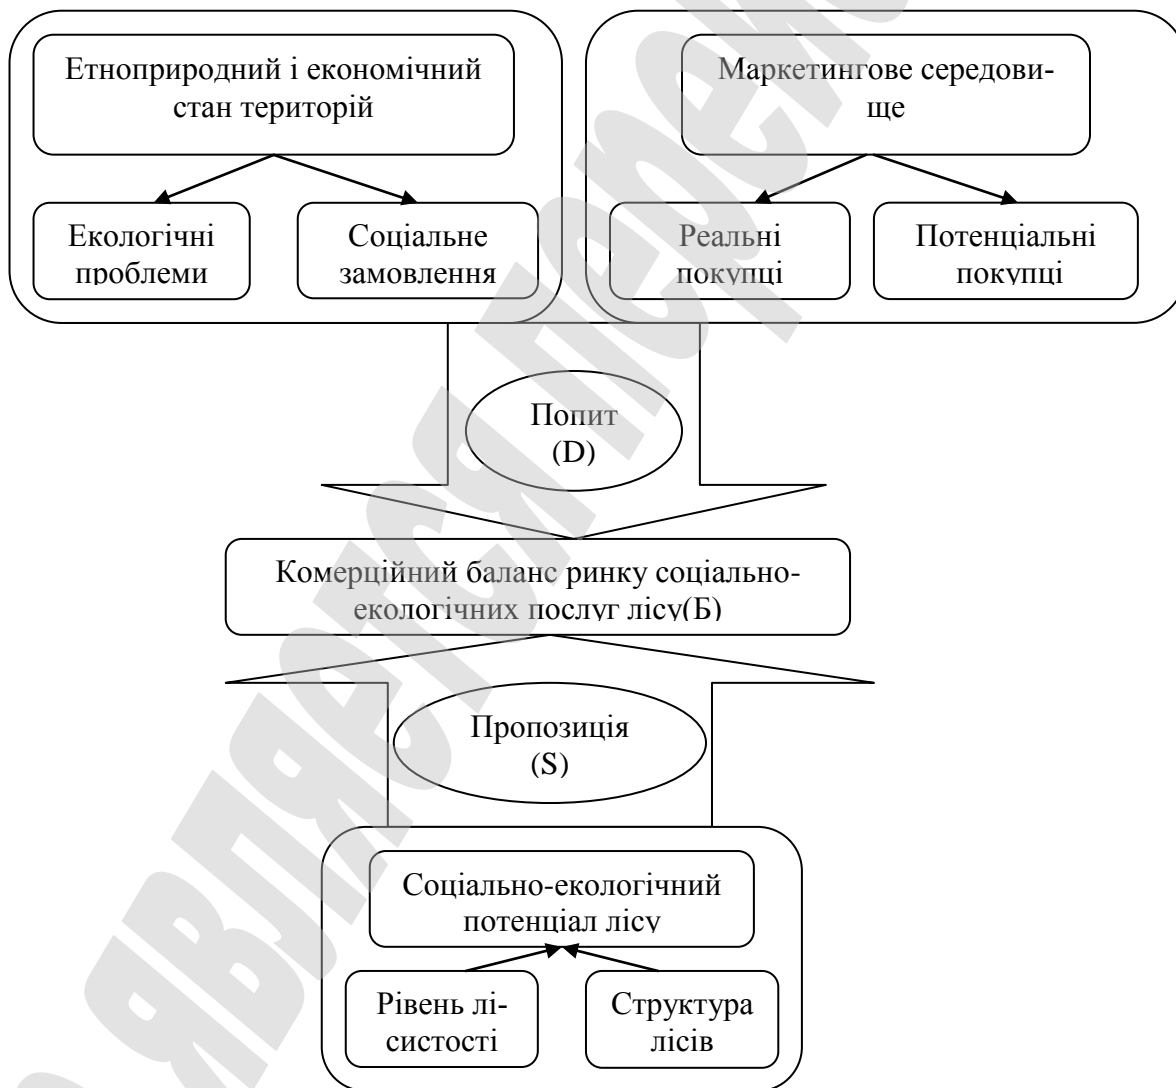 Етноприродний і економічний
стан територій
Маркетингове середови-
ще
Екологічні
проблеми
Соціальне
замовлення
Реальні
покупці
Потенціальні
покупці
Попит
(D)
Комерційний баланс ринку соціально-
екологічних послуг лісу(Б)
Пропозиція
(S)
Соціально-екологічний
потенціал лісу
Рівень лі-
систості
Структура
лісів
является